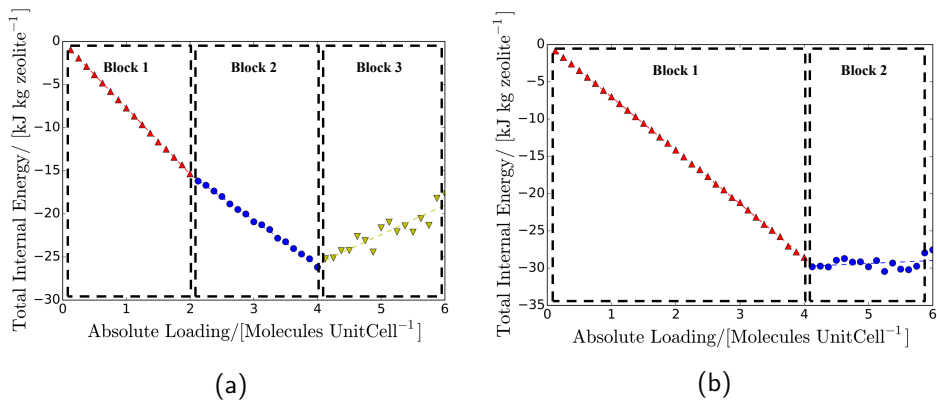 Total Internal Energy/ [kJ kg zeolite⁻¹]
0
−5
−10
−15
−20
−25
−30
Block 1
Block 2
Block 3
0 1 2 3 4 5 6
Absolute Loading/[Molecules UnitCell⁻¹]
(a)
Total Internal Energy/ [kJ kg zeolite⁻¹]
0
−5
−10
−15
−20
−25
−30
−35
Block 1
Block 2
0 1 2 3 4 5 6
Absolute Loading/[Molecules UnitCell⁻¹]
(b)